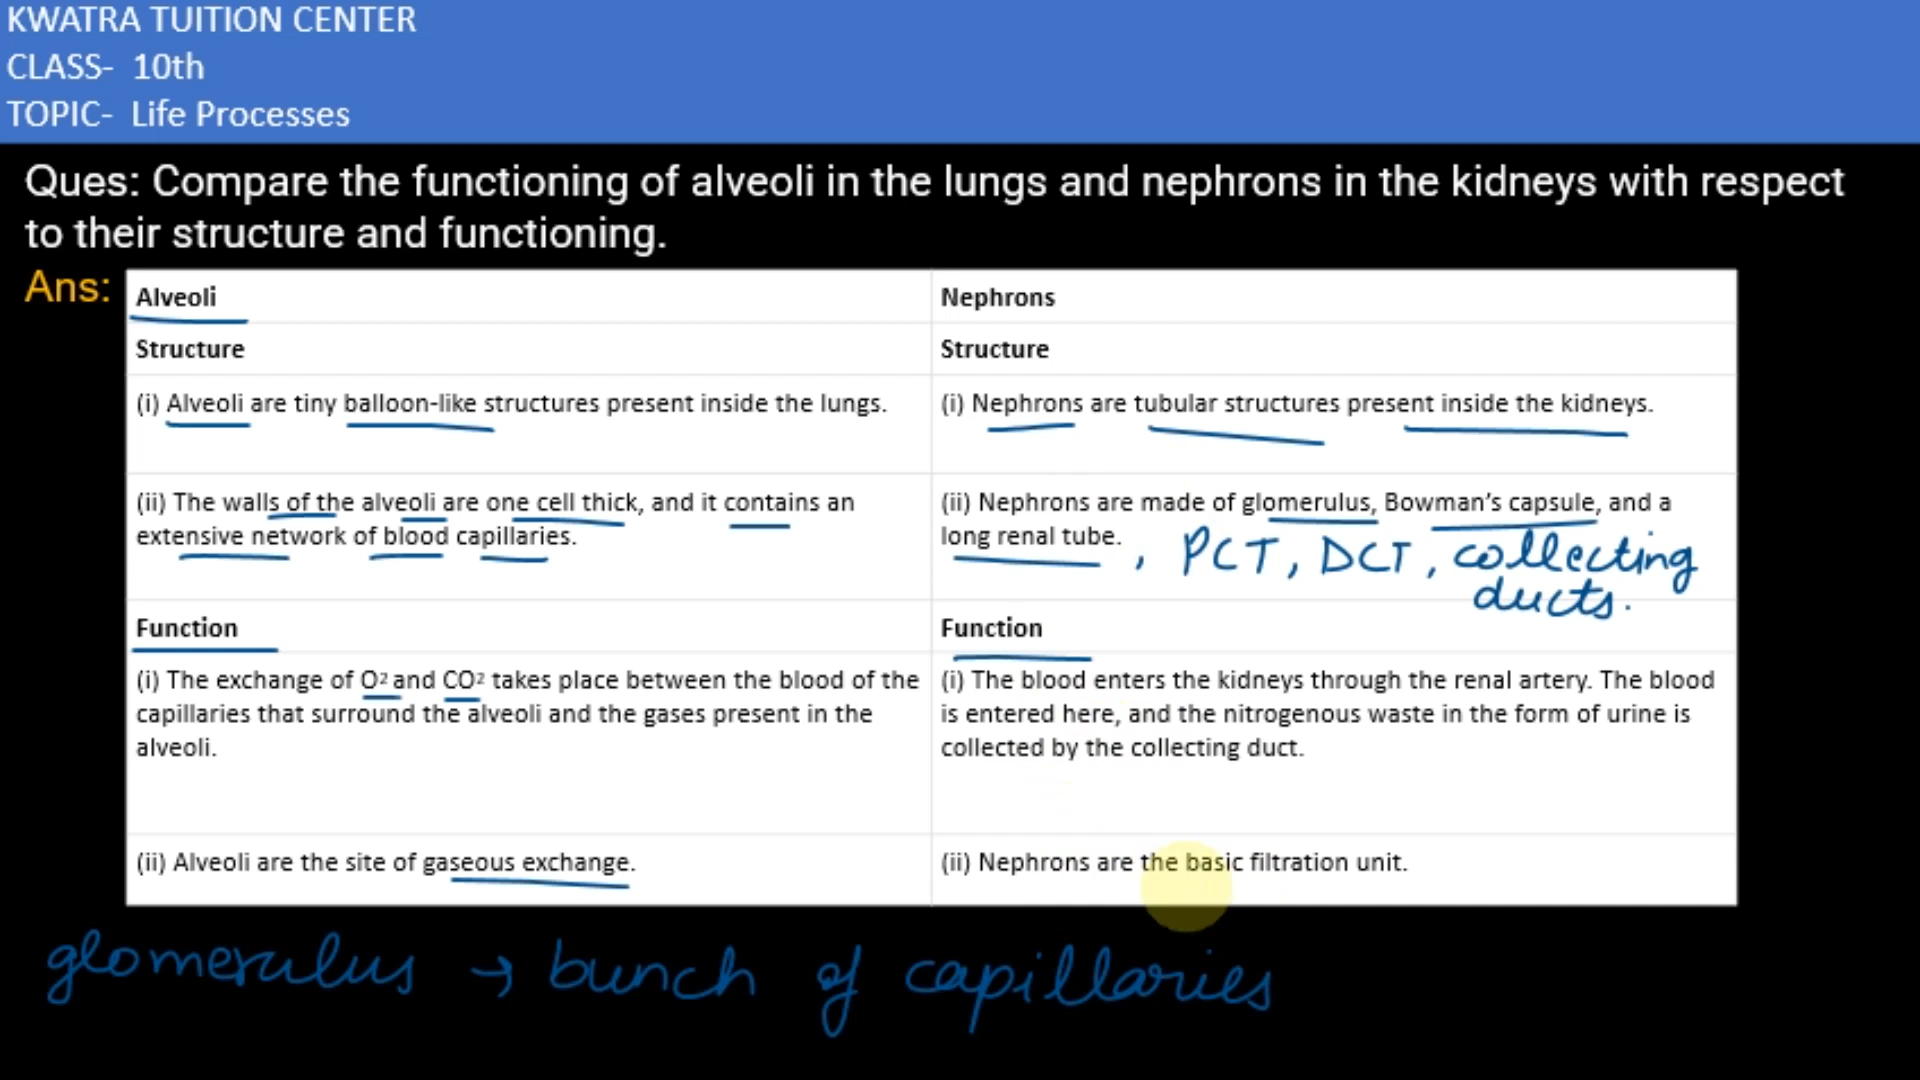 KWATRA TUITION CENTER
CLASS- 10th
TOPIC- Life Processes
Ques: Compare the functioning of alveoli in the lungs and nephrons in the kidneys with respect
to their structure and functioning.
Ans:
Alveoli
Nephrons
Structure
Structure
(i) Alveoli are tiny balloon-like structures present inside the lungs.
(i) Nephrons are tubular structures present inside the kidneys.
(ii) The walls of the alveoli are one cell thick, and it contains an
extensive network of blood capillaries.
(ii) Nephrons are made of glomerulus, Bowman's capsule, and a
long renal tube.
, PCT, DCT, collecting
ducts.
Function
Function
(i) The exchange of O2 and CO2 takes place between the blood of the
capillaries that surround the alveoli and the gases present in the
alveoli.
(i) The blood enters the kidneys through the renal artery. The blood
is entered here, and the nitrogenous waste in the form of urine is
collected by the collecting duct.
(ii) Alveoli are the site of gaseous exchange.
(ii) Nephrons are the basic filtration unit.
glomerulus → bunch of capillaries